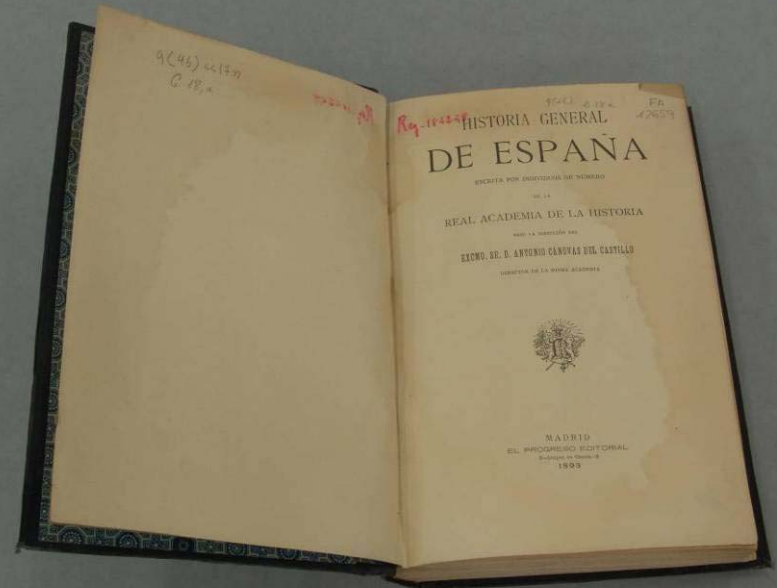 HISTORIA GENERAL
DE ESPAÑA
ESCRITA POR INDIVIDUOS DE NÚMERO
DE LA
REAL ACADEMIA DE LA HISTORIA
BAJO LA DIRECCIÓN DEL
EXCMO. SR. D. ANTONIO CÁNOVAS DEL CASTILLO
DIRECTOR DE LA MISMA ACADEMIA
MADRID
EL PROGRESO EDITORIAL
1893
FA